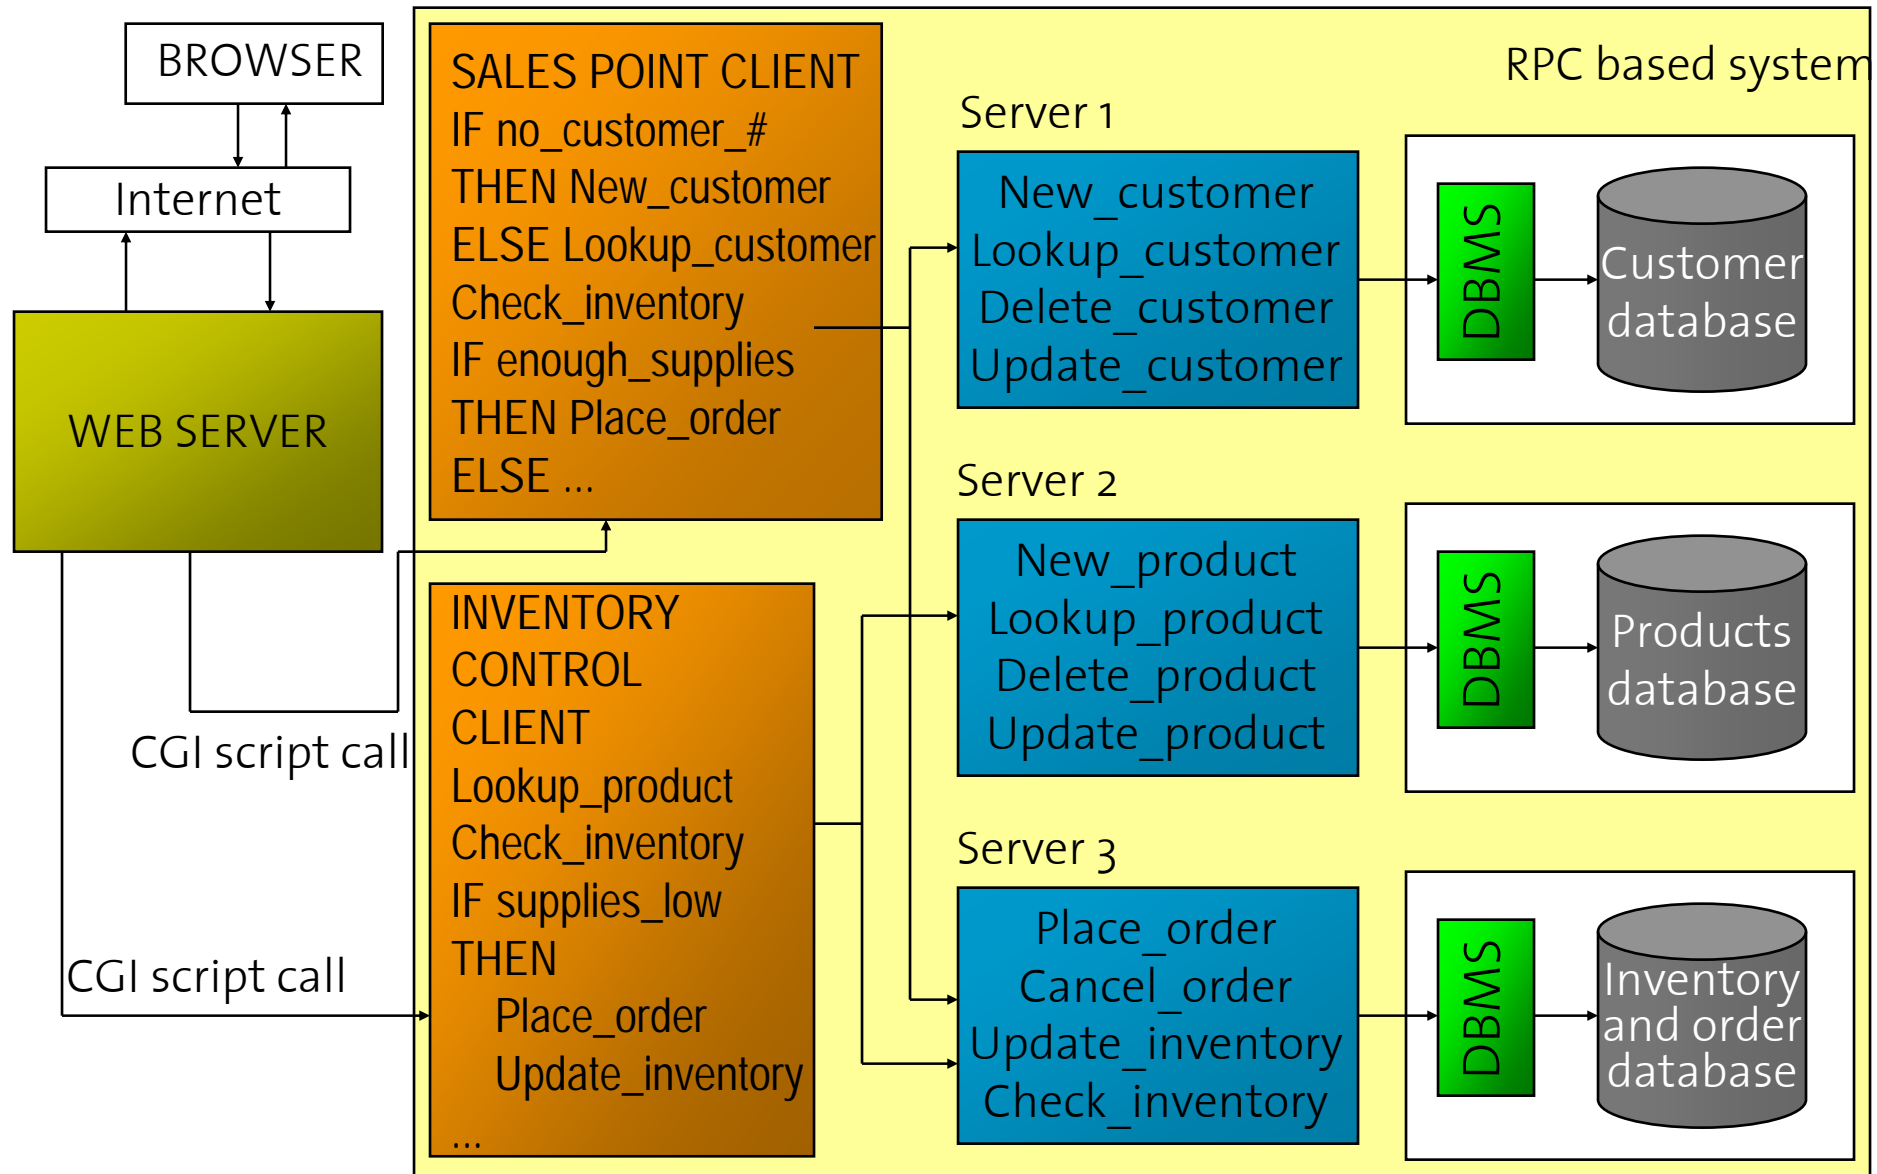 BROWSER
Internet
WEB SERVER
CGI script call
CGI script call
SALES POINT CLIENT
IF no_customer_#
THEN New_customer
ELSE Lookup_customer
Check_inventory
IF enough_supplies
THEN Place_order
ELSE ...
INVENTORY
CONTROL
CLIENT
Lookup_product
Check_inventory
IF supplies_low
THEN
Place_order
Update_inventory
...
RPC based system
Server 1
New_customer
Lookup_customer
Delete_customer
Update_customer
DBMS
Customer
database
Server 2
New_product
Lookup_product
Delete_product
Update_product
DBMS
Products
database
Server 3
Place_order
Cancel_order
Update_inventory
Check_inventory
DBMS
Inventory
and order
database